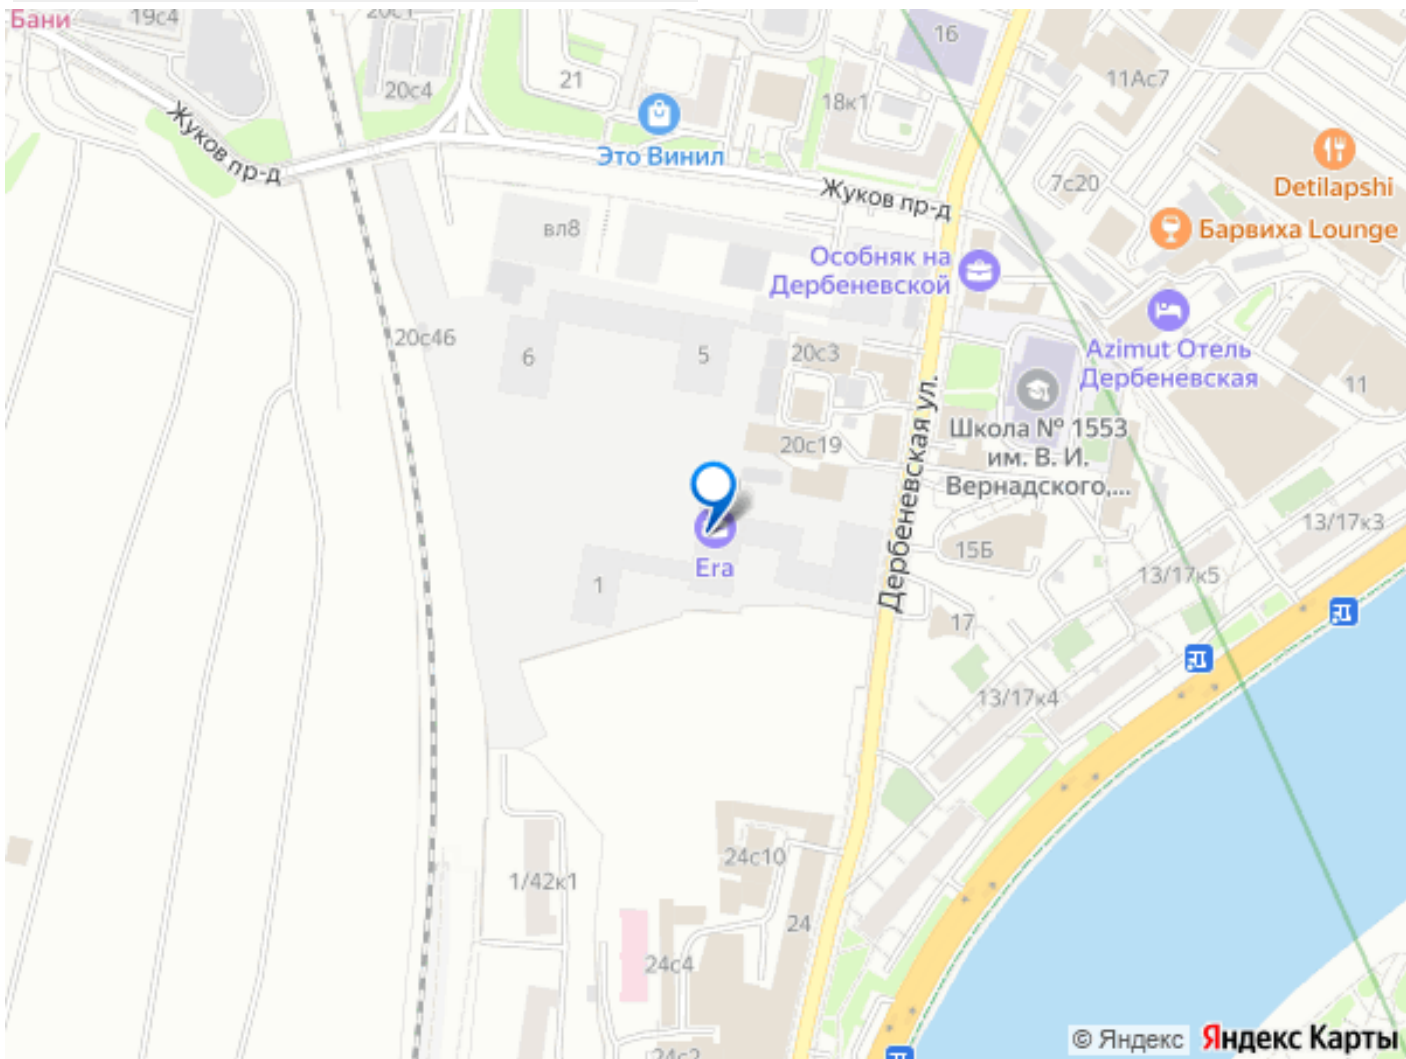 Бани
19с4
20с1
20с4
21
16
11Ас7
18к1
Это Винил
Жуков пр-д
Жуков пр-д
7с20
Detilapshi
Барвиха Lounge
вл8
Особняк на
Дербеневской
20с46
6
5
20с3
Azimut Отель
Дербеневская
11
Дербеневская ул.
20с19
Школа № 1553
им. В. И.
Вернадского,...
13/17к3
15Б
13/17к5
Era
1
17
13/17к4
24с10
1/42к1
24
24с4
24с2
© Яндекс Яндекс Карты